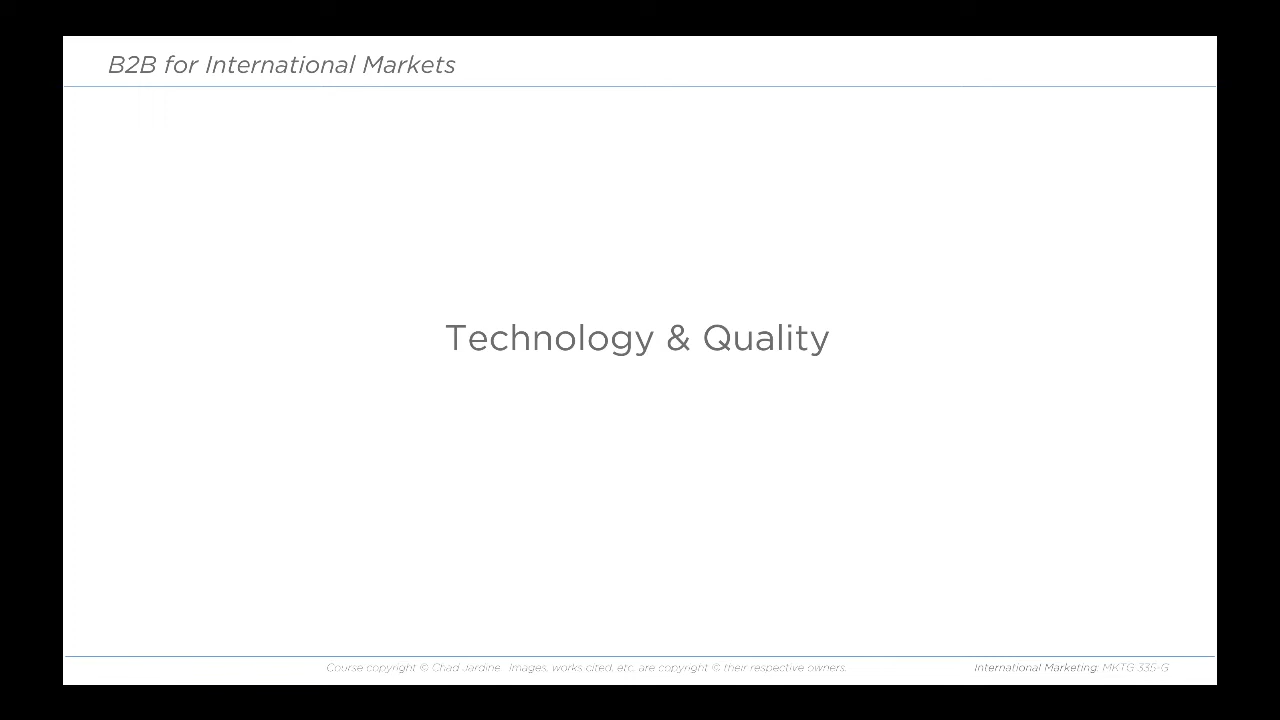 B2B for International Markets
Technology & Quality
Course copyright © Chad Jardine. Images, works cited, etc, are copyright © their respective owners.
International Marketing: MKTG 335-G